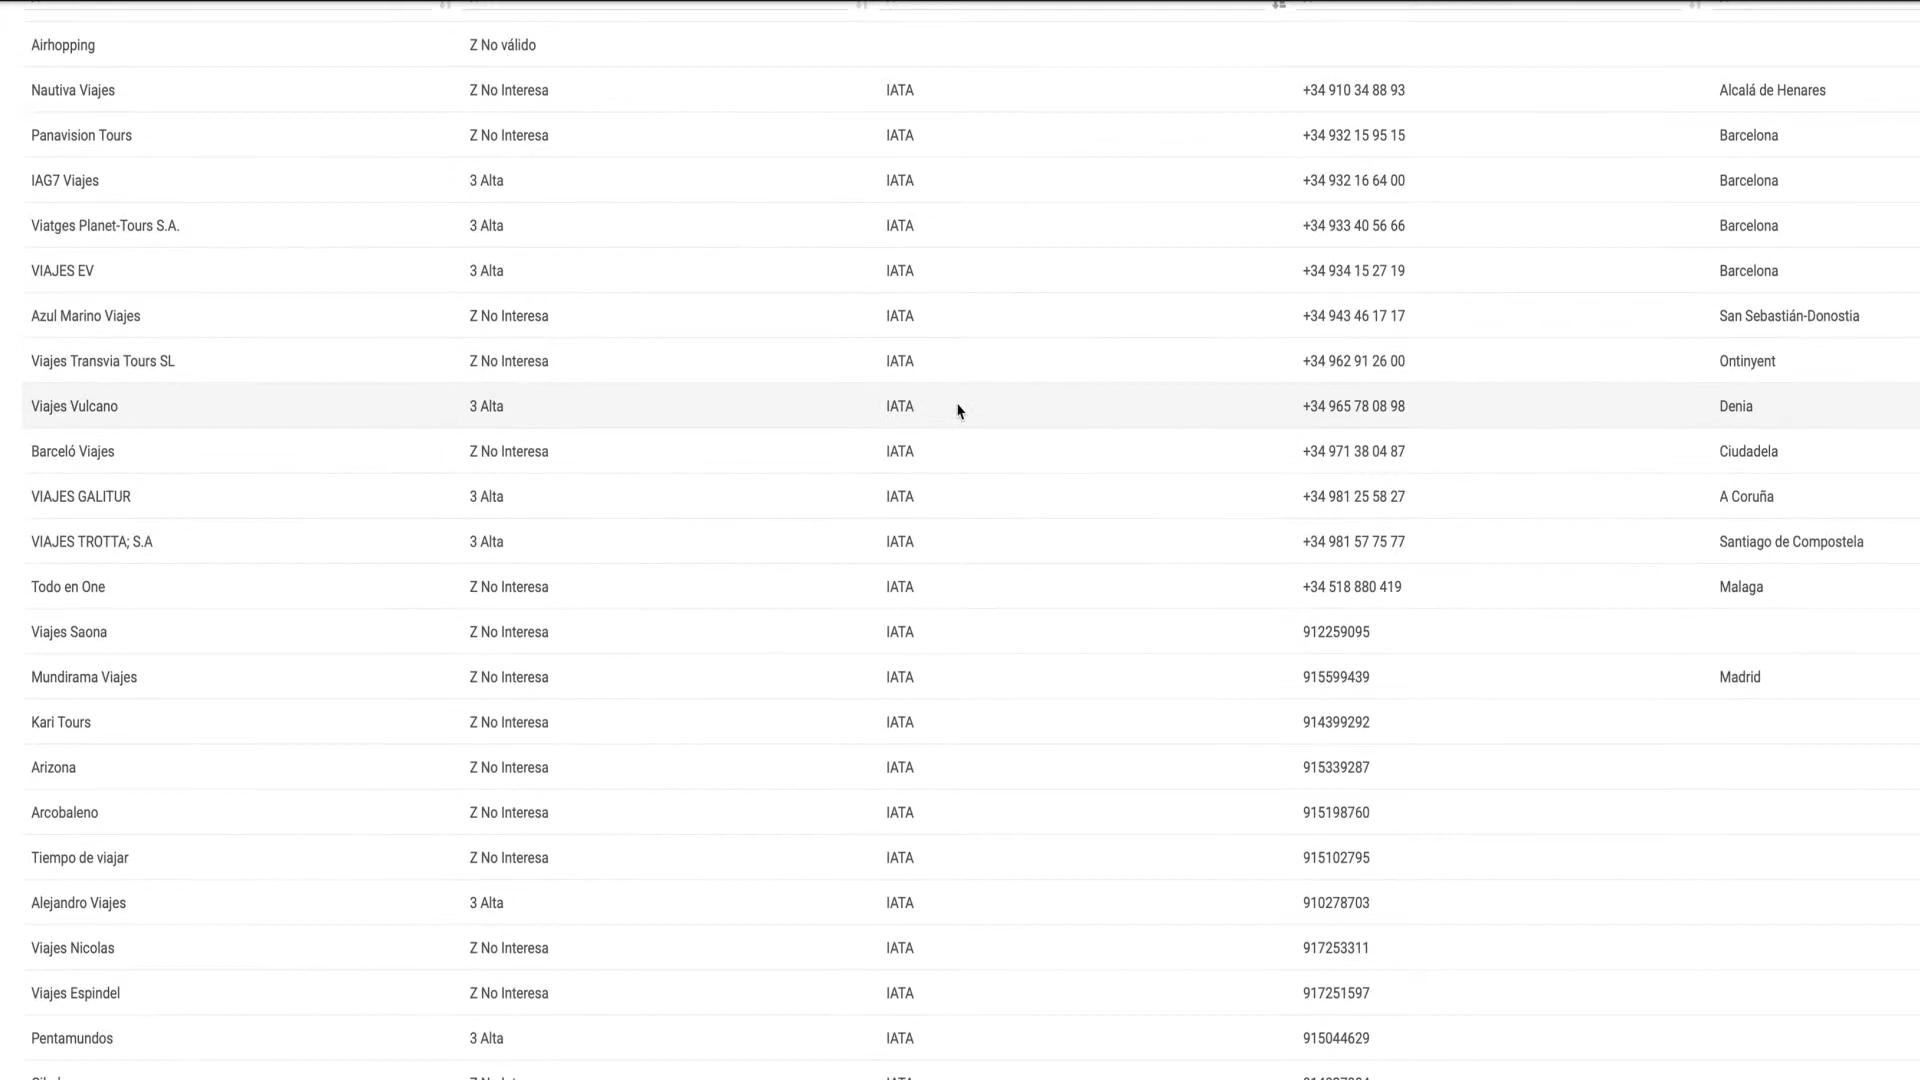 Airhopping Z No válido
Nautiva Viajes Z No Interesa IATA +34 910 34 88 93 Alcalá de Henares
Panavision Tours Z No Interesa IATA +34 932 15 95 15 Barcelona
IAG7 Viajes 3 Alta IATA +34 932 16 64 00 Barcelona
Viatges Planet-Tours S.A. 3 Alta IATA +34 933 40 56 66 Barcelona
VIAJES EV 3 Alta IATA +34 934 15 27 19 Barcelona
Azul Marino Viajes Z No Interesa IATA +34 943 46 17 17 San Sebastián-Donostia
Viajes Transvia Tours SL Z No Interesa IATA +34 962 91 26 00 Ontinyent
Viajes Vulcano 3 Alta IATA +34 965 78 08 98 Denia
Barceló Viajes Z No Interesa IATA +34 971 38 04 87 Ciudadela
VIAJES GALITUR 3 Alta IATA +34 981 25 58 27 A Coruña
VIAJES TROTTA; S.A 3 Alta IATA +34 981 57 75 77 Santiago de Compostela
Todo en One Z No Interesa IATA +34 518 880 419 Malaga
Viajes Saona Z No Interesa IATA 912259095
Mundirama Viajes Z No Interesa IATA 915599439 Madrid
Kari Tours Z No Interesa IATA 914399292
Arizona Z No Interesa IATA 915339287
Arcobaleno Z No Interesa IATA 915198760
Tiempo de viajar Z No Interesa IATA 915102795
Alejandro Viajes 3 Alta IATA 910278703
Viajes Nicolas Z No Interesa IATA 917253311
Viajes Espindel Z No Interesa IATA 917251597
Pentamundos 3 Alta IATA 915044629